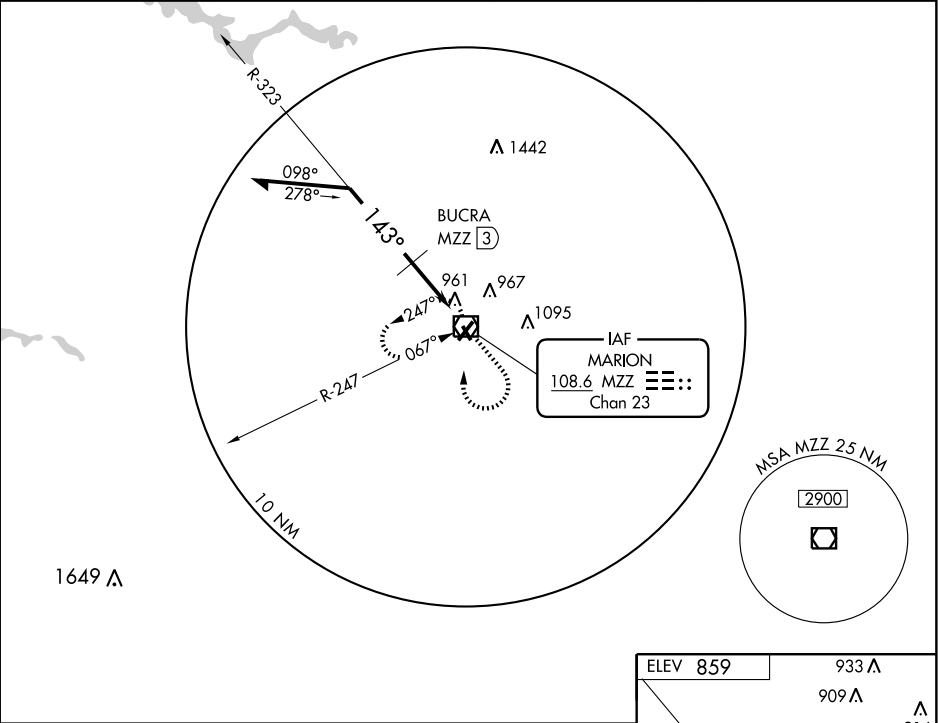 R-323
1442
098°
278°
143°
BUCRA
MZZ 3 D
961
967
247°
1095
067°
R-247
IAF
MARION
108.6 MZZ
Chan 23
10 NM
MSA MZZ 25 NM
2900
1649
ELEV 859
933
909